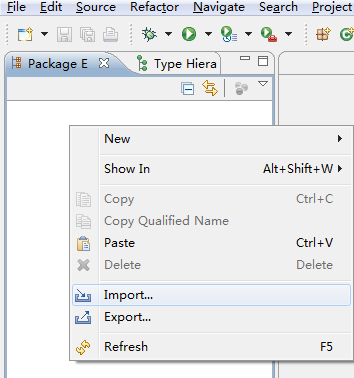 File Edit Source Refactor Navigate Search Project
Package E Type Hiera
New
Show In Alt+Shift+W
Copy Ctrl+C
Copy Qualified Name
Paste Ctrl+V
Delete Delete
Import...
Export...
Refresh F5